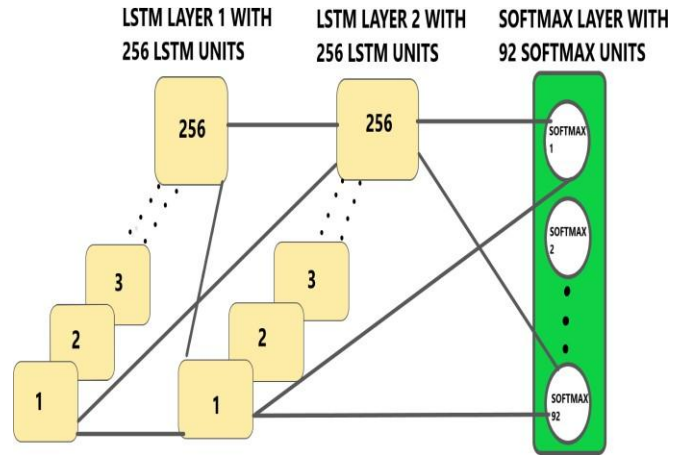 LSTM LAYER 1 WITH
256 LSTM UNITS
LSTM LAYER 2 WITH
256 LSTM UNITS
SOFTMAX LAYER WITH
92 SOFTMAX UNITS
256
3
2
1
256
3
2
1
SOFTMAX
1
SOFTMAX
2
SOFTMAX
92